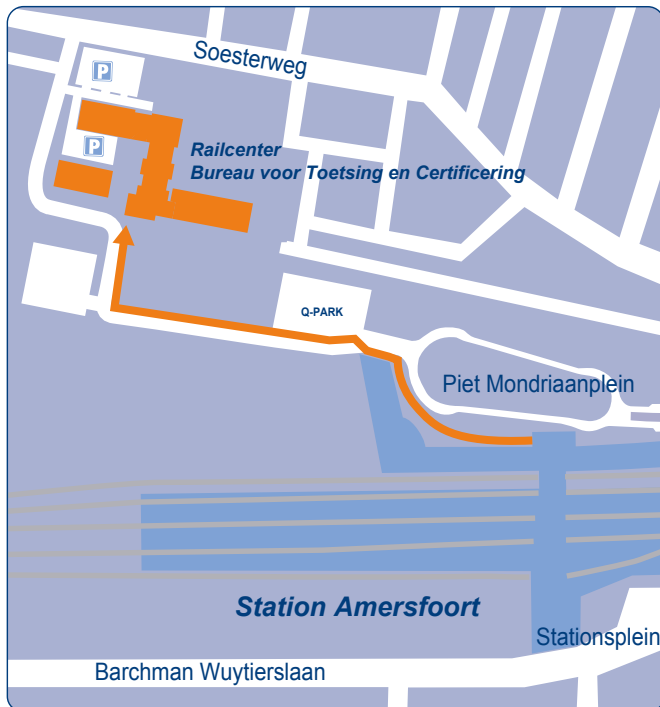 Soesterweg
P
P
Railcenter
Bureau voor Toetsing en Certificering
Q-PARK
Piet Mondriaanplein
Station Amersfoort
Stationsplein
Barchman Wuytierslaan